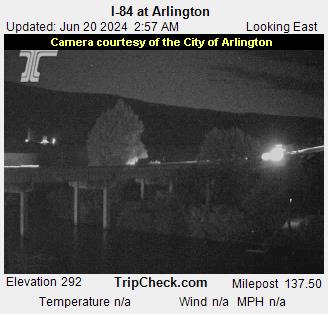 I-84 at Arlington
Updated: Jun 20 2024 2:57 AM Looking East
Camera courtesy of the City of Arlington
Elevation 292 TripCheck.com Milepost 137.50
Temperature n/a Wind n/a MPH n/a